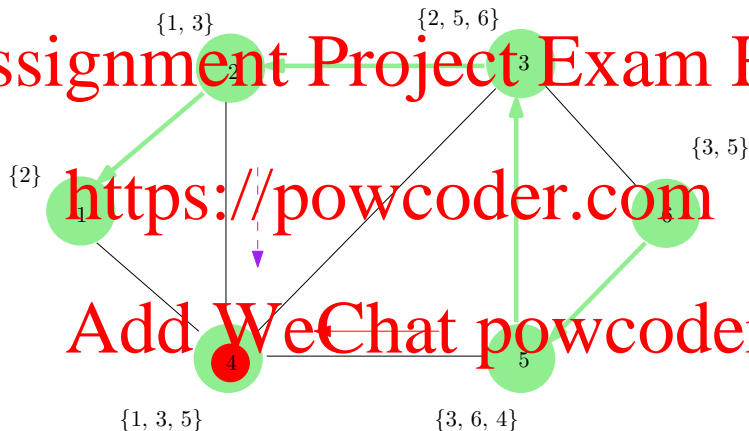 {1, 3} {2, 5, 6}
ssignment Project Exam
2 3
{2} {3, 5}
https://powcoder.com
1 6
Add WeChat powcoder
4 5
{1, 3, 5} {3, 6, 4}